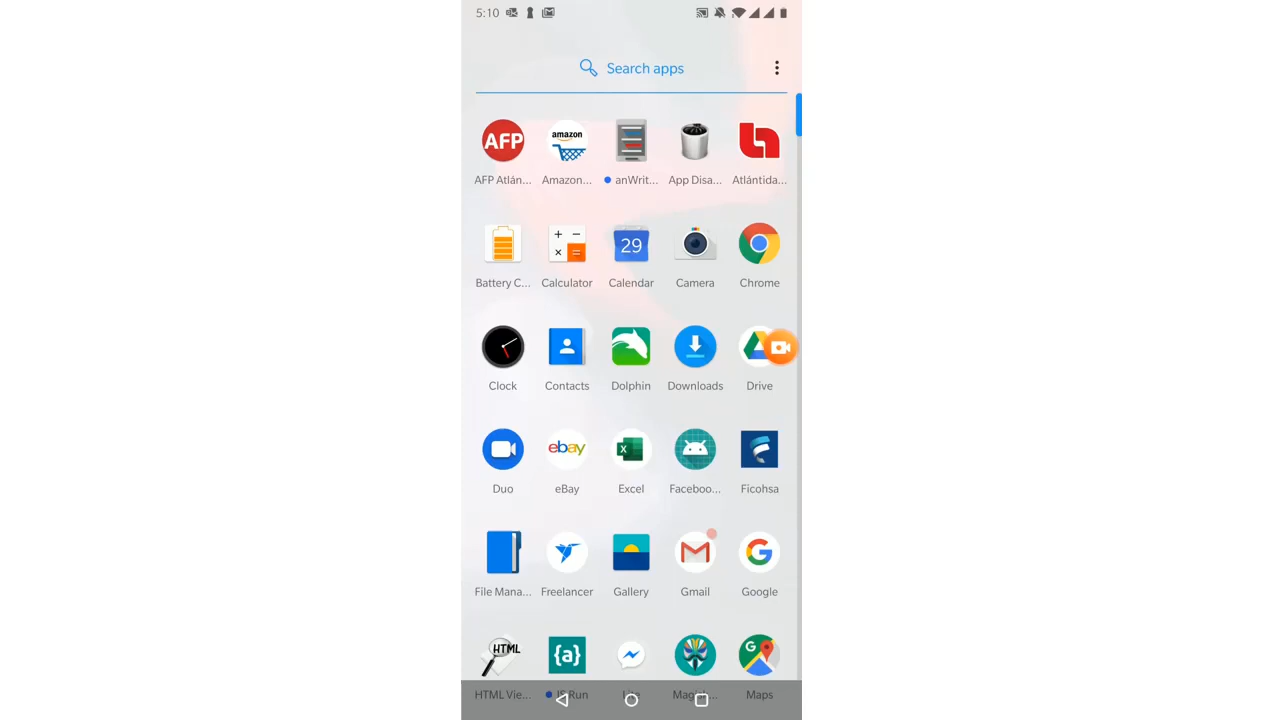 5:10
Search apps
AFP
amazon
AFP Atlán... Amazon... anWrit... App Disa... Atlántida...
29
Battery C... Calculator Calendar Camera Chrome
Clock Contacts Dolphin Downloads Drive
ebay
Duo eBay Excel Faceboo... Ficohsa
File Mana... Freelancer Gallery Gmail Google
HTML {a}
HTML Vie... JS Run Maps